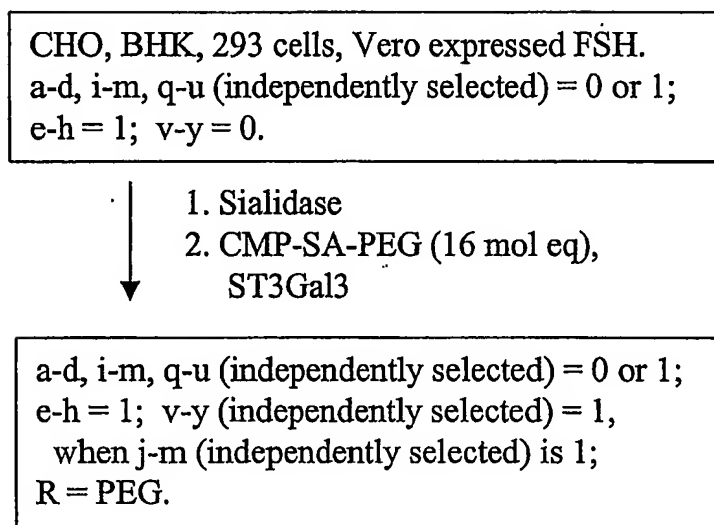 CHO, BHK, 293 cells, Vero expressed FSH.
a-d, i-m, q-u (independently selected) = 0 or 1;
e-h = 1; v-y = 0.
1. Sialidase
2. CMP-SA-PEG (16 mol eq),
ST3Gal3
a-d, i-m, q-u (independently selected) = 0 or 1;
e-h = 1; v-y (independently selected) = 1,
when j-m (independently selected) is 1;
R = PEG.